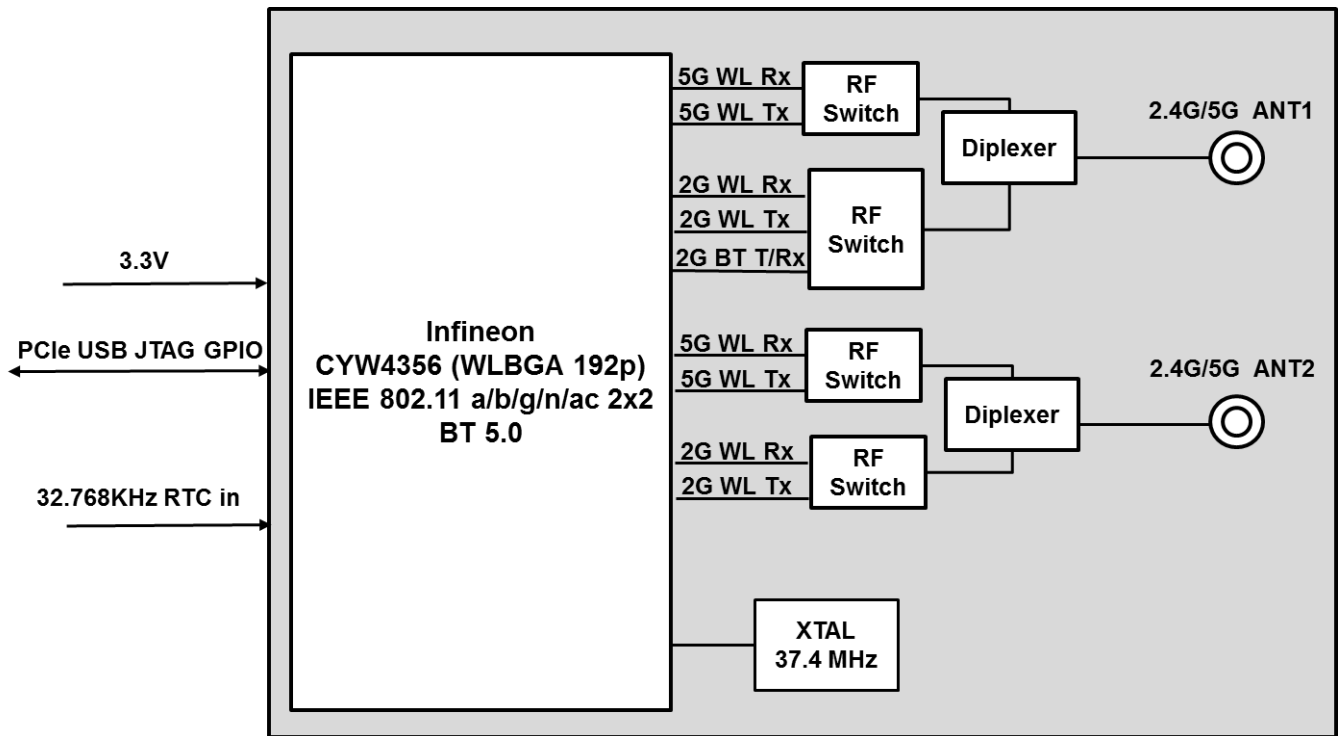 5G WL Rx
5G WL Tx
RF
Switch
2.4G/5G ANT1
Diplexer
2G WL Rx
2G WL Tx
2G BT T/Rx
RF
Switch
3.3V
PCIe USB JTAG GPIO
32.768KHz RTC in
Infineon
CYW4356 (WLBGA 192p)
IEEE 802.11 a/b/g/n/ac 2x2
BT 5.0
5G WL Rx
5G WL Tx
RF
Switch
2.4G/5G ANT2
Diplexer
2G WL Rx
2G WL Tx
RF
Switch
XTAL
37.4 MHz